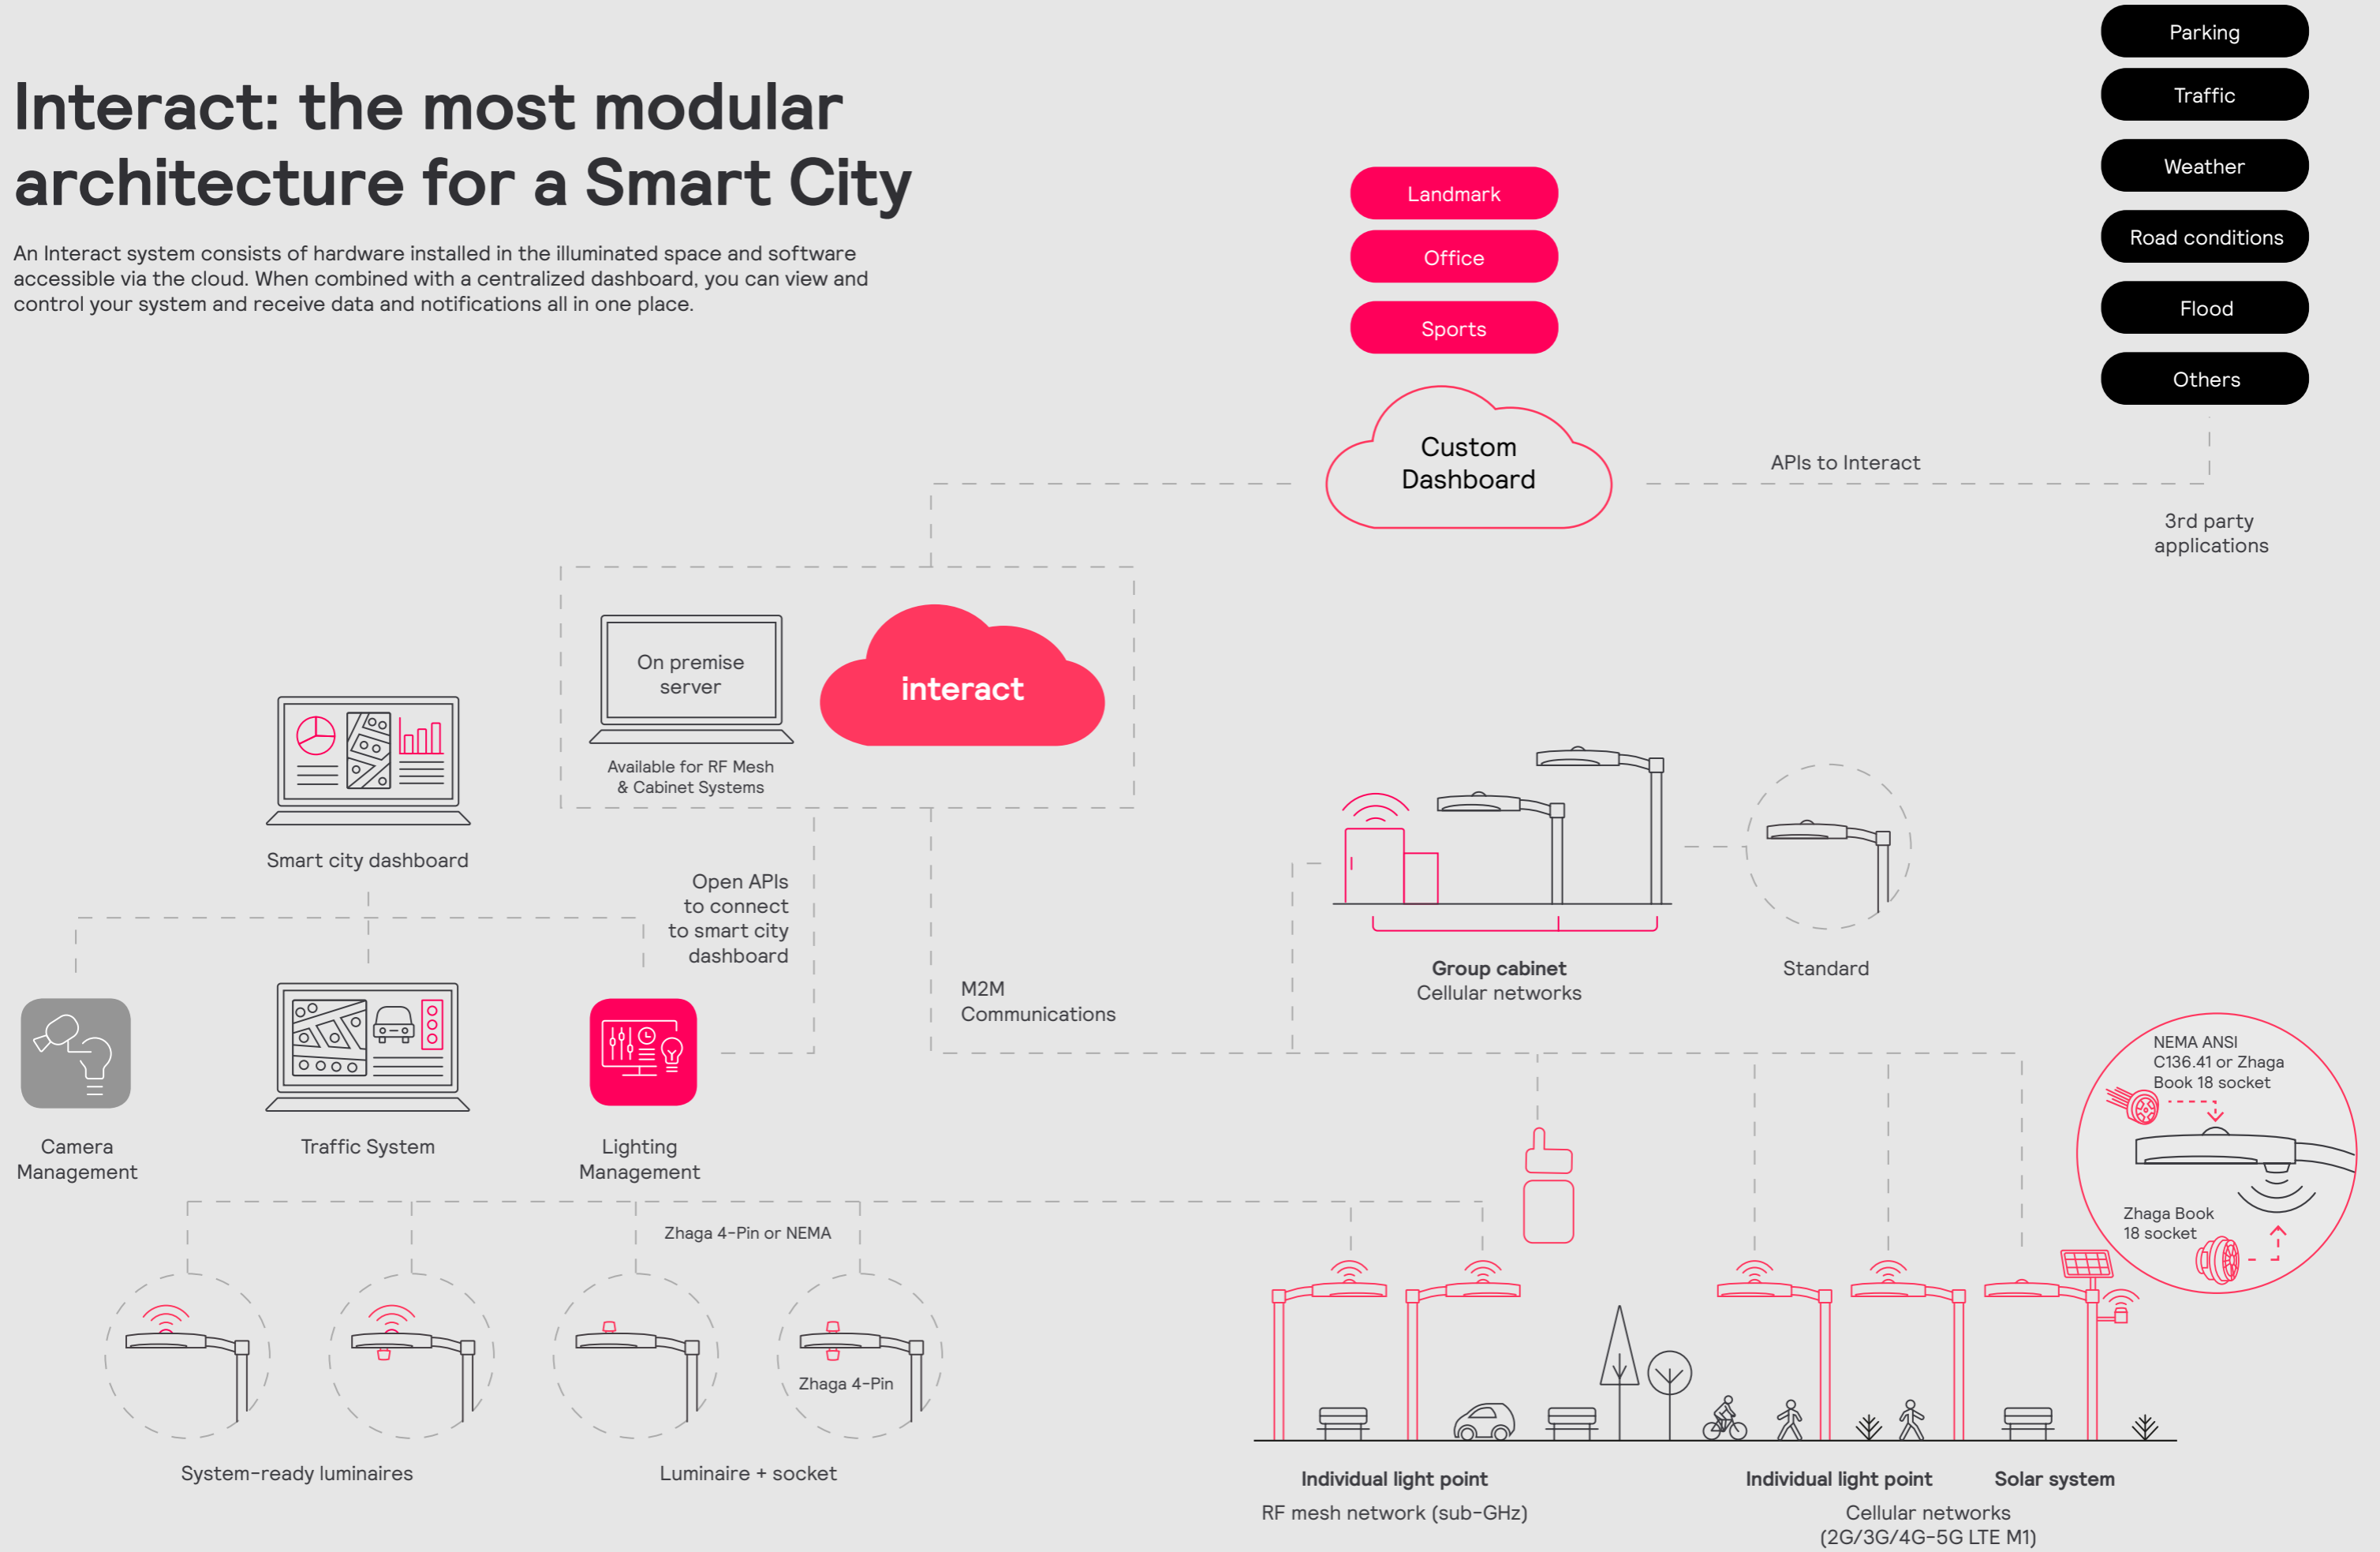 Interact: the most modular
architecture for a Smart City
An Interact system consists of hardware installed in the illuminated space and software
accessible via the cloud. When combined with a centralized dashboard, you can view and
control your system and receive data and notifications all in one place.
Landmark
Office
Sports
Custom
Dashboard
Parking
Traffic
Weather
Road conditions
Flood
Others
APIs to Interact
3rd party
applications
On premise
server
interact
Available for RF Mesh
& Cabinet Systems
Smart city dashboard
Open APIs
to connect
to smart city
dashboard
M2M
Communications
Group cabinet
Cellular networks
Standard
Camera
Management
Traffic System
Lighting
Management
NEMA ANSI
C136.41 or Zhaga
Book 18 socket
Zhaga Book
18 socket
Zhaga 4-Pin or NEMA
Zhaga 4-Pin
System-ready luminaires
Luminaire + socket
Individual light point
RF mesh network (sub-GHz)
Individual light point
Solar system
Cellular networks
(2G/3G/4G-5G LTE M1)